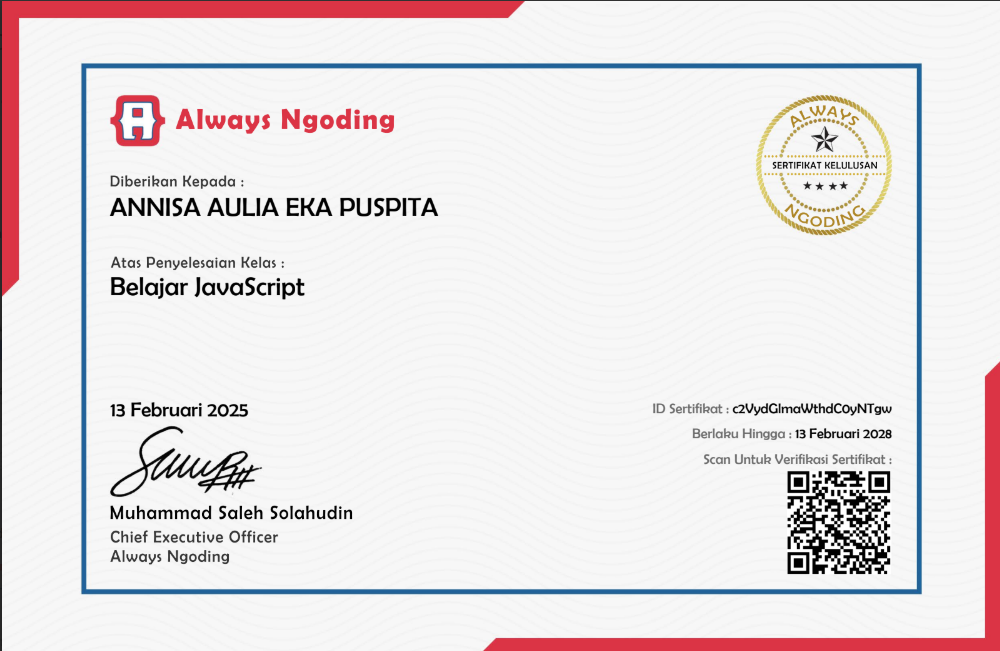 Always Ngoding
ALWAYS
SERTIFIKAT KELULUSAN
NGODING
Diberikan Kepada :
ANNISA AULIA EKA PUSPITA
Atas Penyelesaian Kelas :
Belajar JavaScript
13 Februari 2025
Muhammad Saleh Solahudin
Chief Executive Officer
Always Ngoding
ID Sertifikat : c2VydGlmaWthdC0yNTgw
Berlaku Hingga : 13 Februari 2028
Scan Untuk Verifikasi Sertifikat :